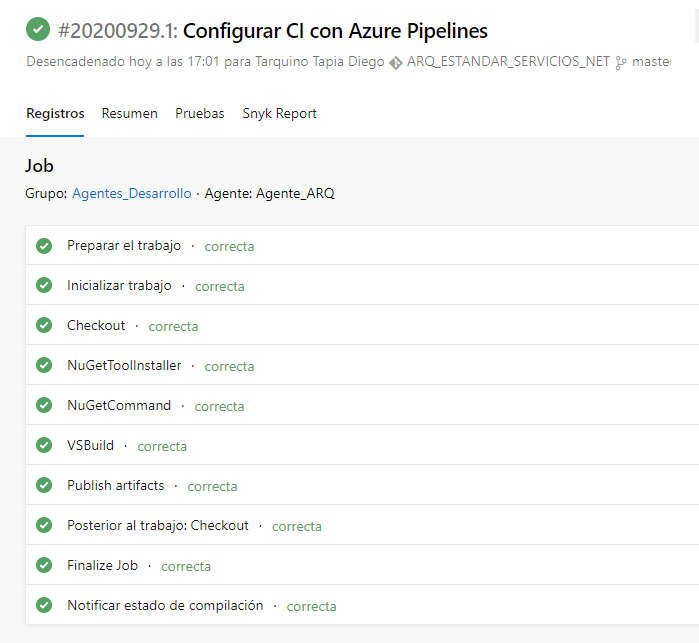 #20200929.1: Configurar CI con Azure Pipelines
Desencadenado hoy a las 17:01 para Tarquino Tapia Diego ARQ_ESTANDAR_SERVICIOS_NET master
Registros Resumen Pruebas Snyk Report
Job
Grupo: Agentes_Desarrollo · Agente: Agente_ARQ
Preparar el trabajo · correcta
Inicializar trabajo · correcta
Checkout · correcta
NuGetToolInstaller · correcta
NuGetCommand · correcta
VSBuild · correcta
Publish artifacts · correcta
Posterior al trabajo: Checkout · correcta
Finalize Job · correcta
Notificar estado de compilación · correcta